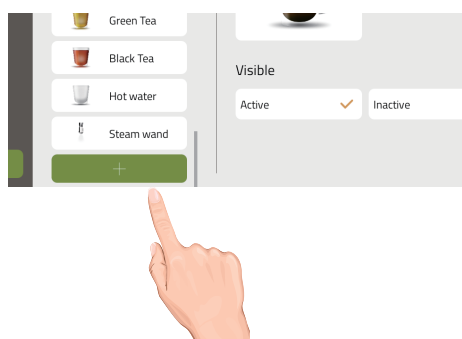 Green Tea
Black Tea
Hot water
Steam wand
+
Visible
Active
Inactive